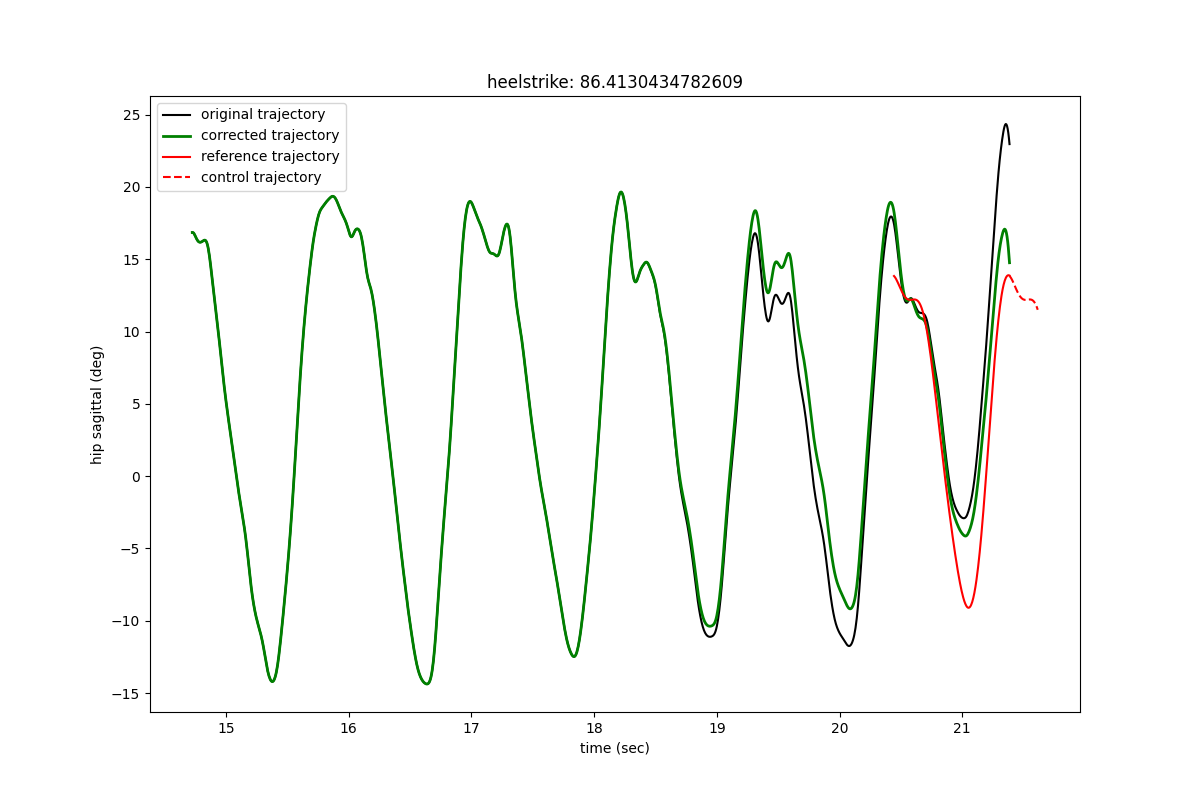 heelstrike: 86.4130434782609
original trajectory
corrected trajectory
reference trajectory
control trajectory
25
20
15
10
5
0
−5
−10
−15
hip sagittal (deg)
15 16 17 18 19 20 21
time (sec)